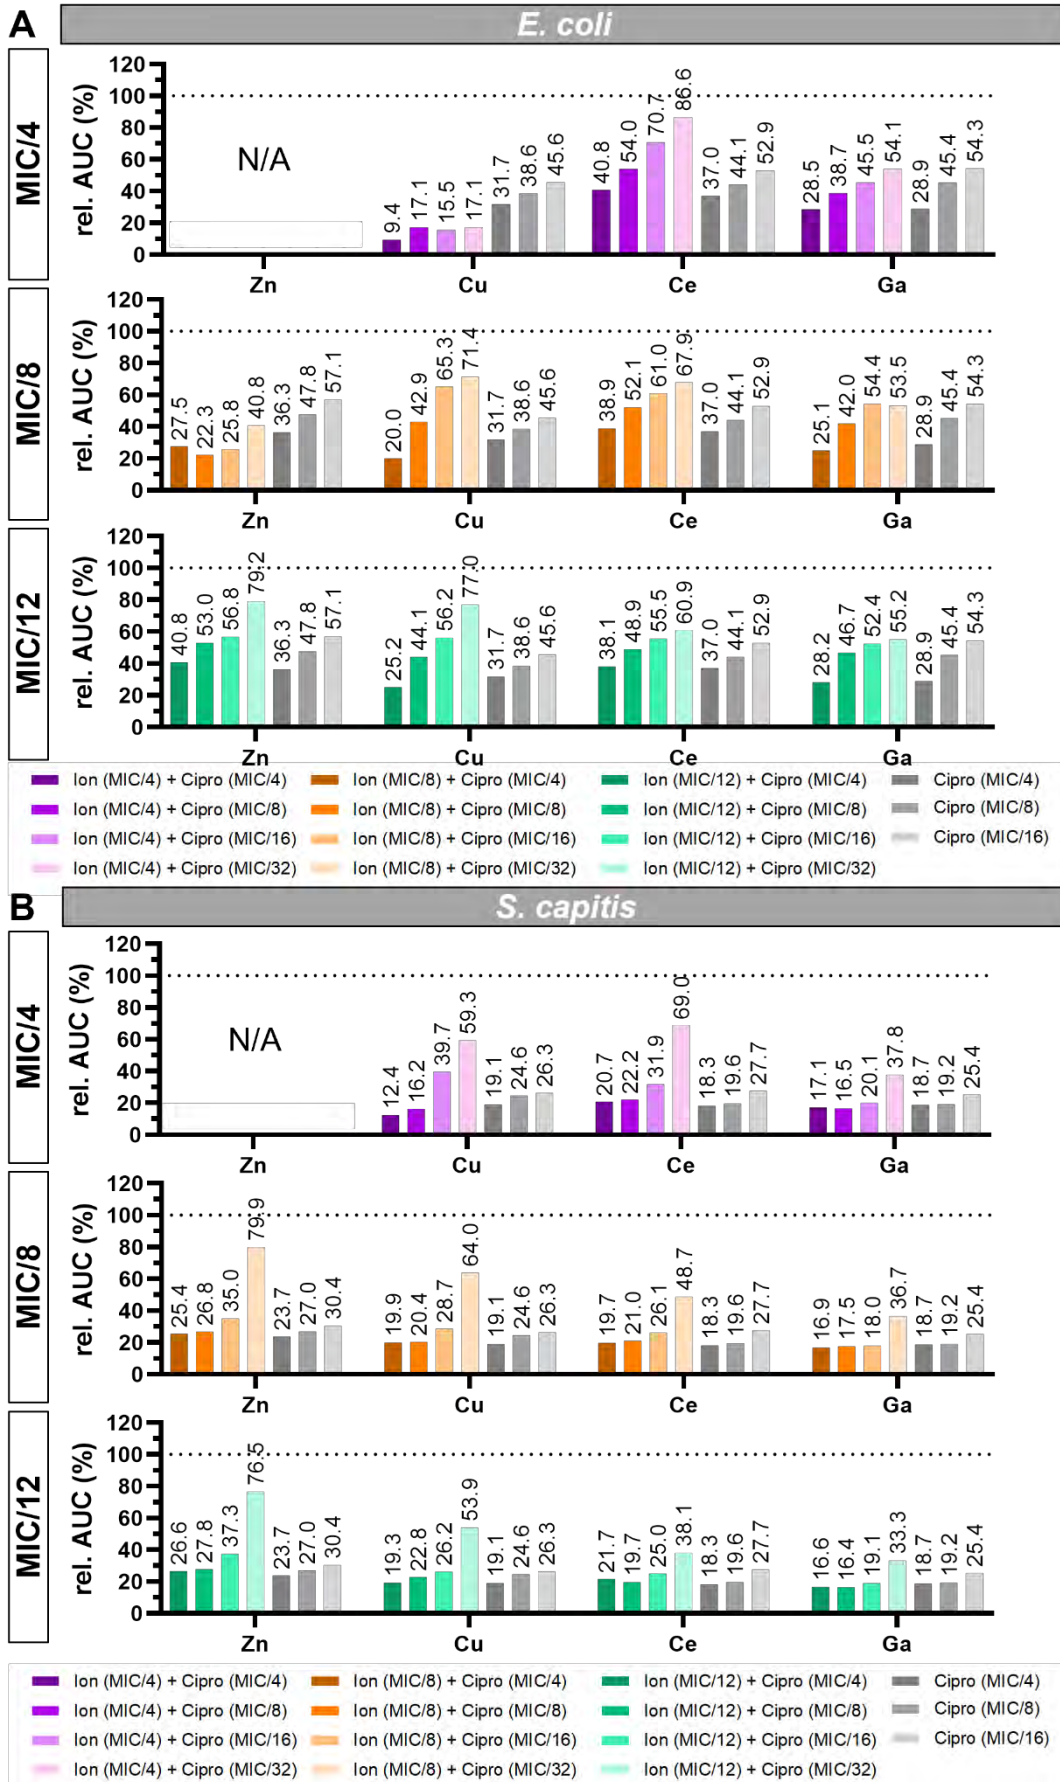 A
E. coli
MIC/4
rel. AUC (%)
120
100
80
60
40
20
0
N/A
9.4 17.1 15.5 17.1 31.7 38.6 45.6
40.8 54.0 70.7 86.6 37.0 44.1 52.9
28.5 38.7 45.5 54.1 28.9 45.4 54.3
Zn Cu Ce Ga
MIC/8
rel. AUC (%)
120
100
80
60
40
20
0
27.5 22.3 25.8 40.8 36.3 47.8 57.1
20.0 42.9 65.3 71.4 31.7 38.6 45.6
38.9 52.1 61.0 67.9 37.0 44.1 52.9
25.1 42.0 54.4 53.5 28.9 45.4 54.3
Zn Cu Ce Ga
MIC/12
rel. AUC (%)
120
100
80
60
40
20
0
40.8 53.0 56.8 79.2 36.3 47.8 57.1
25.2 44.1 56.2 77.0 31.7 38.6 45.6
38.1 48.9 55.5 60.9 37.0 44.1 52.9
28.2 46.7 52.4 55.2 28.9 45.4 54.3
Zn Cu Ce Ga
Ion (MIC/4) + Cipro (MIC/4) Ion (MIC/8) + Cipro (MIC/4) Ion (MIC/12) + Cipro (MIC/4) Cipro (MIC/4)
Ion (MIC/4) + Cipro (MIC/8) Ion (MIC/8) + Cipro (MIC/8) Ion (MIC/12) + Cipro (MIC/8) Cipro (MIC/8)
Ion (MIC/4) + Cipro (MIC/16) Ion (MIC/8) + Cipro (MIC/16) Ion (MIC/12) + Cipro (MIC/16) Cipro (MIC/16)
Ion (MIC/4) + Cipro (MIC/32) Ion (MIC/8) + Cipro (MIC/32) Ion (MIC/12) + Cipro (MIC/32)
B
S. capitis
MIC/4
rel. AUC (%)
120
100
80
60
40
20
0
N/A
12.4 16.2 39.7 59.3 19.1 24.6 26.3
20.7 22.2 31.9 69.0 18.3 19.6 27.7
17.1 16.5 20.1 37.8 18.7 19.2 25.4
Zn Cu Ce Ga
MIC/8
rel. AUC (%)
120
100
80
60
40
20
0
25.4 26.8 35.0 79.9 23.7 27.0 30.4
19.9 20.4 28.7 64.0 19.1 24.6 26.3
19.7 21.0 26.1 48.7 18.3 19.6 27.7
16.9 17.5 18.0 36.7 18.7 19.2 25.4
Zn Cu Ce Ga
MIC/12
rel. AUC (%)
120
100
80
60
40
20
0
26.6 27.8 37.3 76.5 23.7 27.0 30.4
19.3 22.8 26.2 53.9 19.1 24.6 26.3
21.7 19.7 25.0 38.1 18.3 19.6 27.7
16.6 16.4 19.1 33.3 18.7 19.2 25.4
Zn Cu Ce Ga
Ion (MIC/4) + Cipro (MIC/4) Ion (MIC/8) + Cipro (MIC/4) Ion (MIC/12) + Cipro (MIC/4) Cipro (MIC/4)
Ion (MIC/4) + Cipro (MIC/8) Ion (MIC/8) + Cipro (MIC/8) Ion (MIC/12) + Cipro (MIC/8) Cipro (MIC/8)
Ion (MIC/4) + Cipro (MIC/16) Ion (MIC/8) + Cipro (MIC/16) Ion (MIC/12) + Cipro (MIC/16) Cipro (MIC/16)
Ion (MIC/4) + Cipro (MIC/32) Ion (MIC/8) + Cipro (MIC/32) Ion (MIC/12) + Cipro (MIC/32)